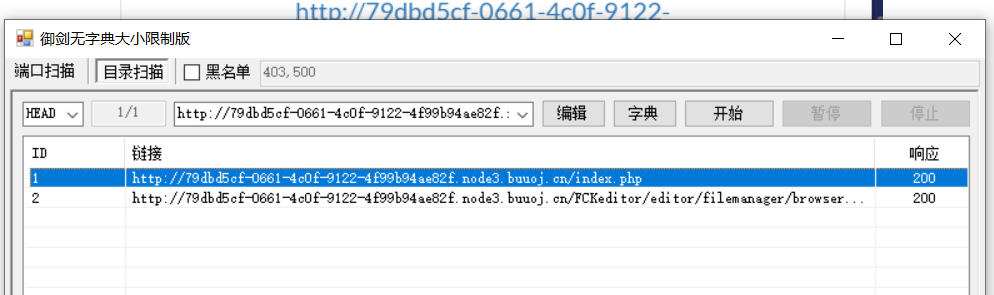 http://79dbd5cf-0661-4c0f-9122-
御剑无字典大小限制版
端口扫描 目录扫描 黑名单 403,500
HEAD 1/1 http://79dbd5cf-0661-4c0f-9122-4f99b94ae82f.: 编辑 字典 开始 暂停 停止
ID 链接 响应
1 http://79dbd5cf-0661-4c0f-9122-4f99b94ae82f.node3.buuoj.cn/index.php 200
2 http://79dbd5cf-0661-4c0f-9122-4f99b94ae82f.node3.buuoj.cn/FCKeditor/editor/filemanager/browser... 200